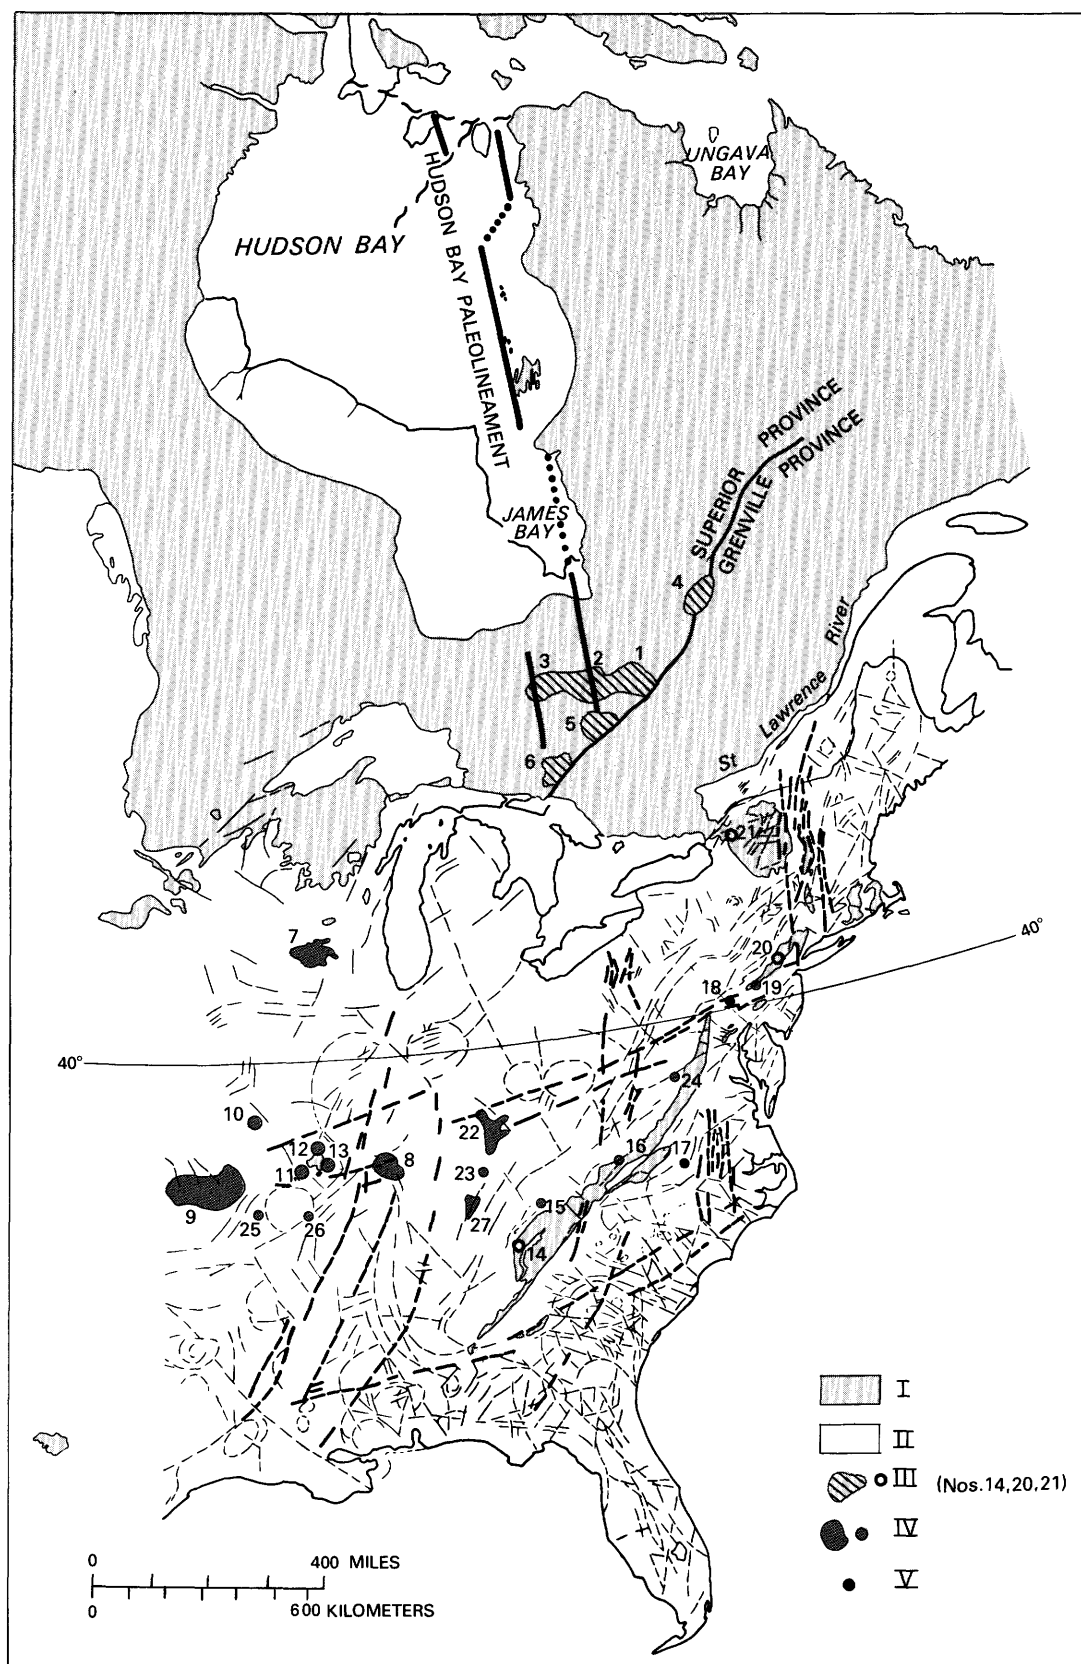 UNGAVA
BAY
HUDSON BAY
HUDSON BAY PALEOLINEAMENT
SUPERIOR PROVINCE
GRENVILLE PROVINCE
JAMES
BAY
4
3
2
1
5
6
St Lawrence River
21
7
40°
20
18
19
40°
24
10
22
12
13
8
16
17
11
23
9
15
25
26
27
14
I
II
III (Nos.14,20,21)
IV
V
0 400 MILES
0 600 KILOMETERS